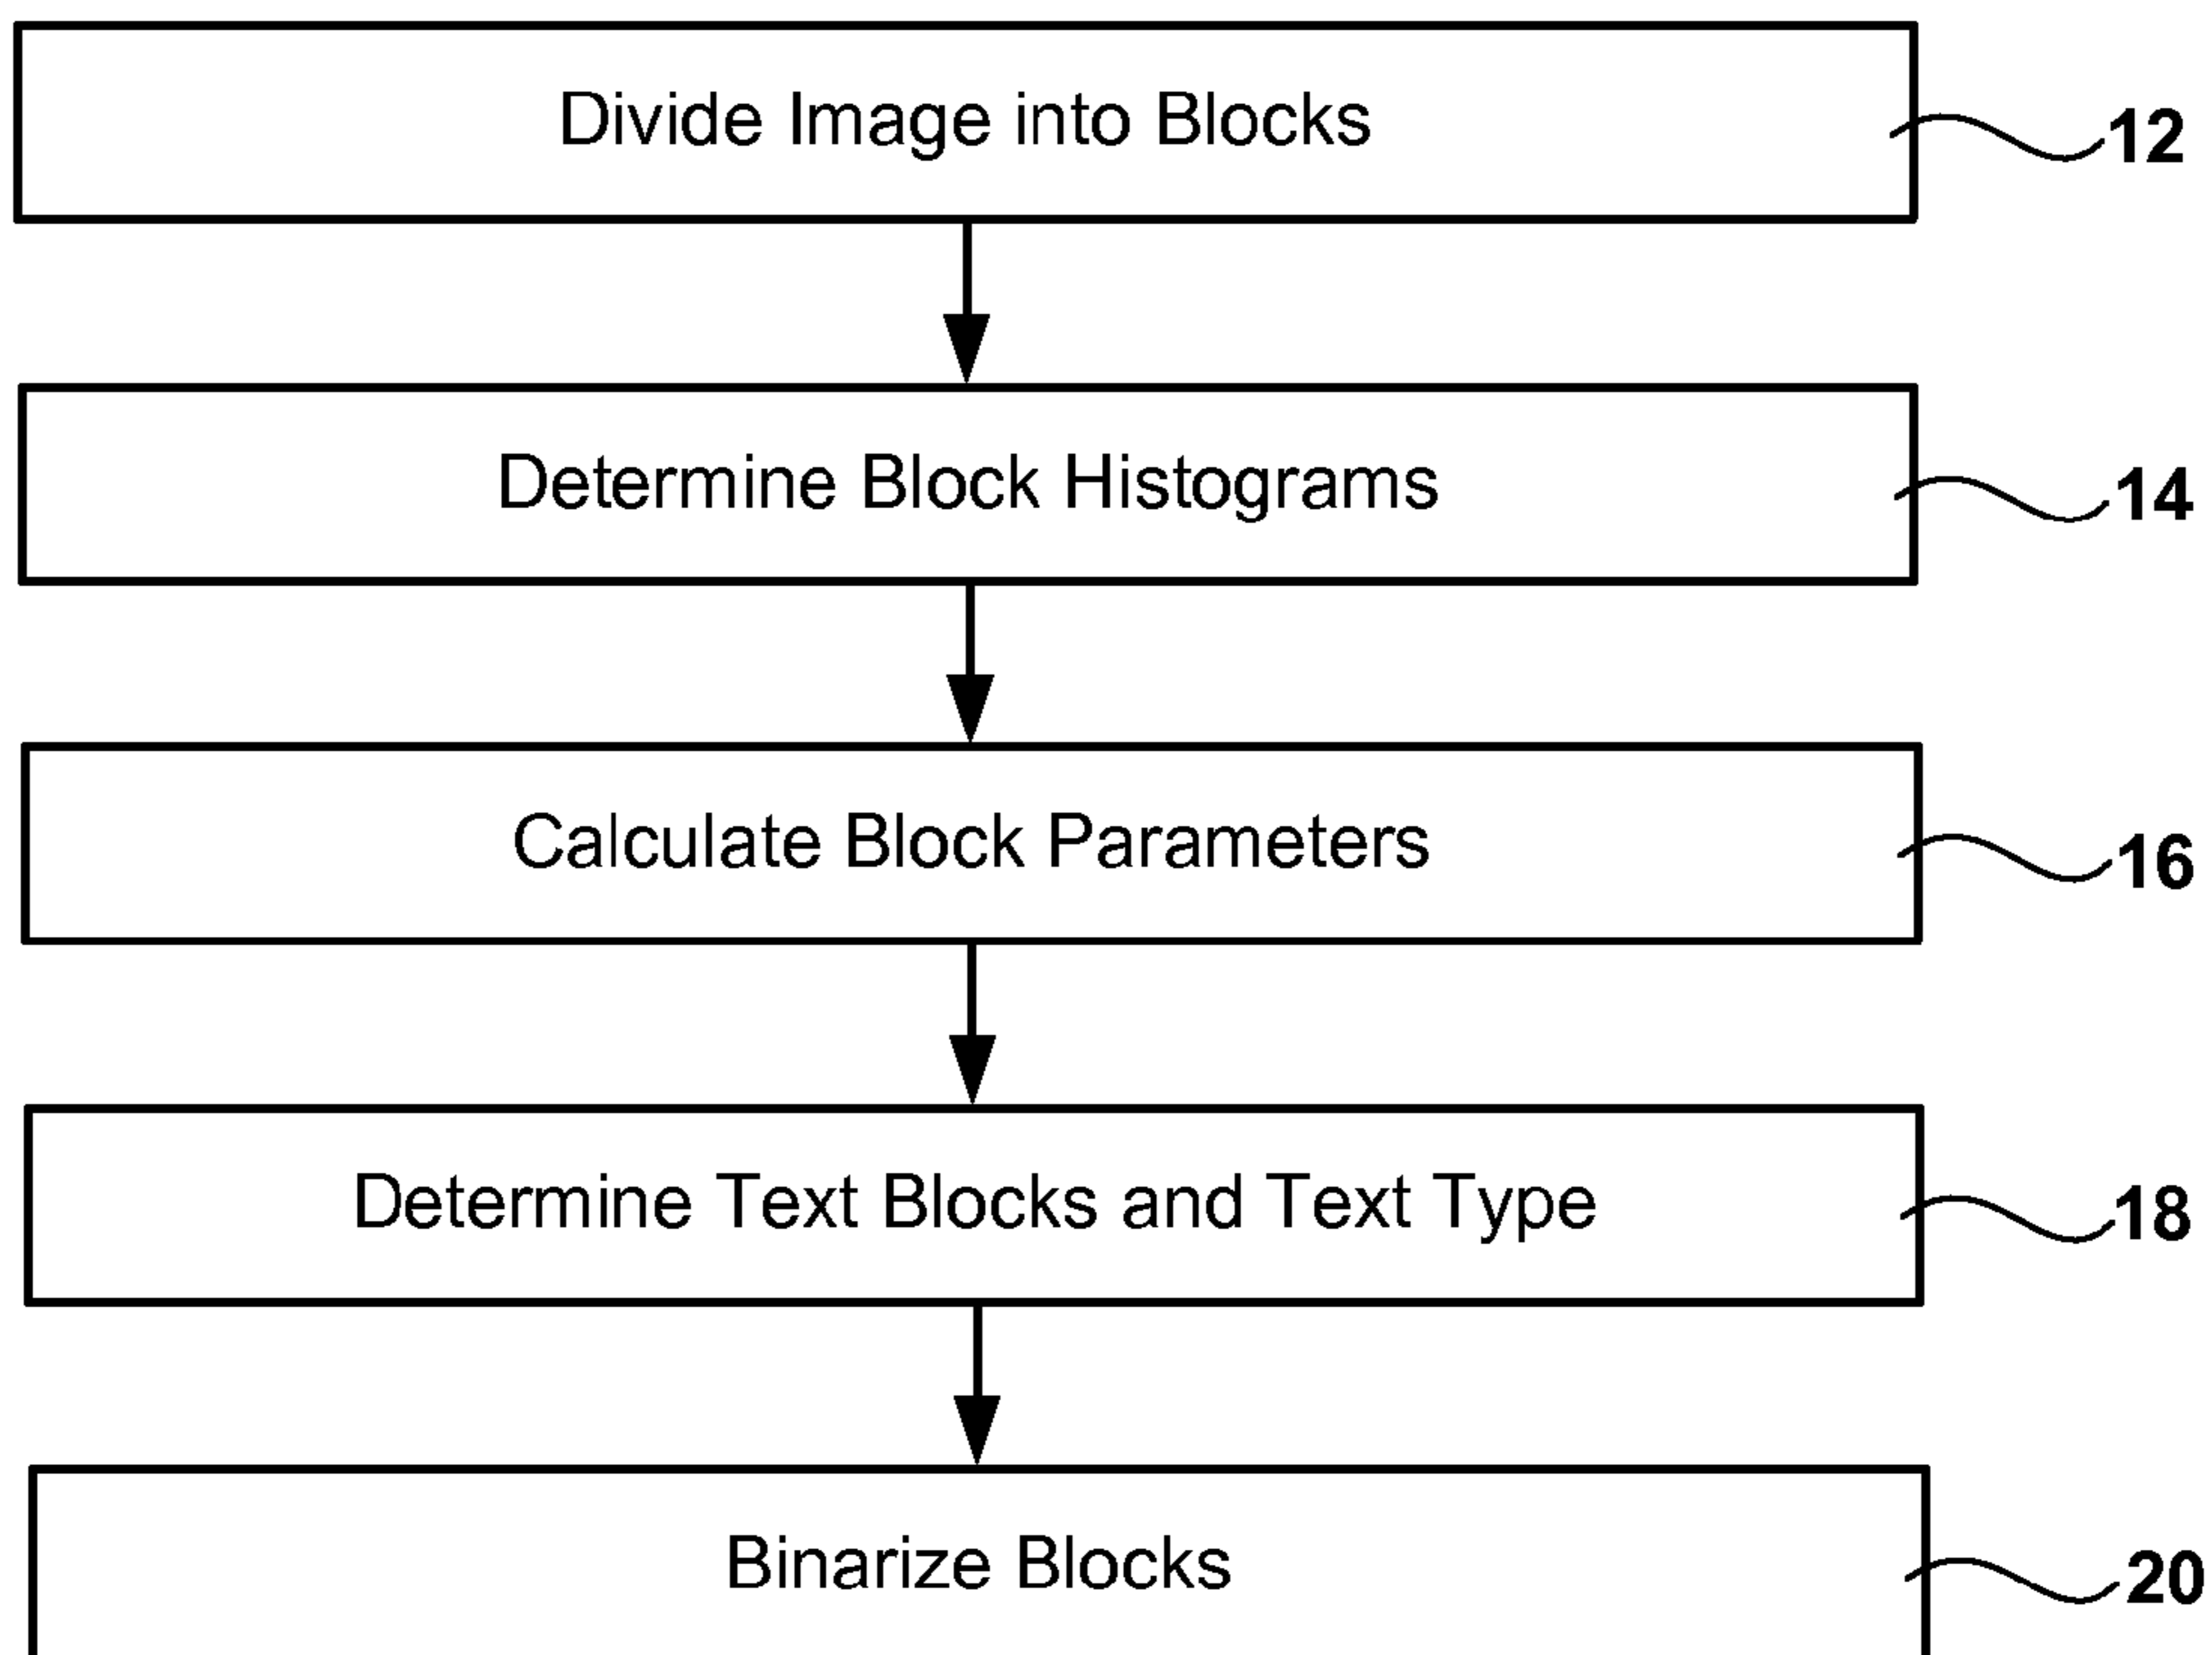 Divide Image into Blocks 12
Determine Block Histograms 14
Calculate Block Parameters 16
Determine Text Blocks and Text Type 18
Binarize Blocks 20